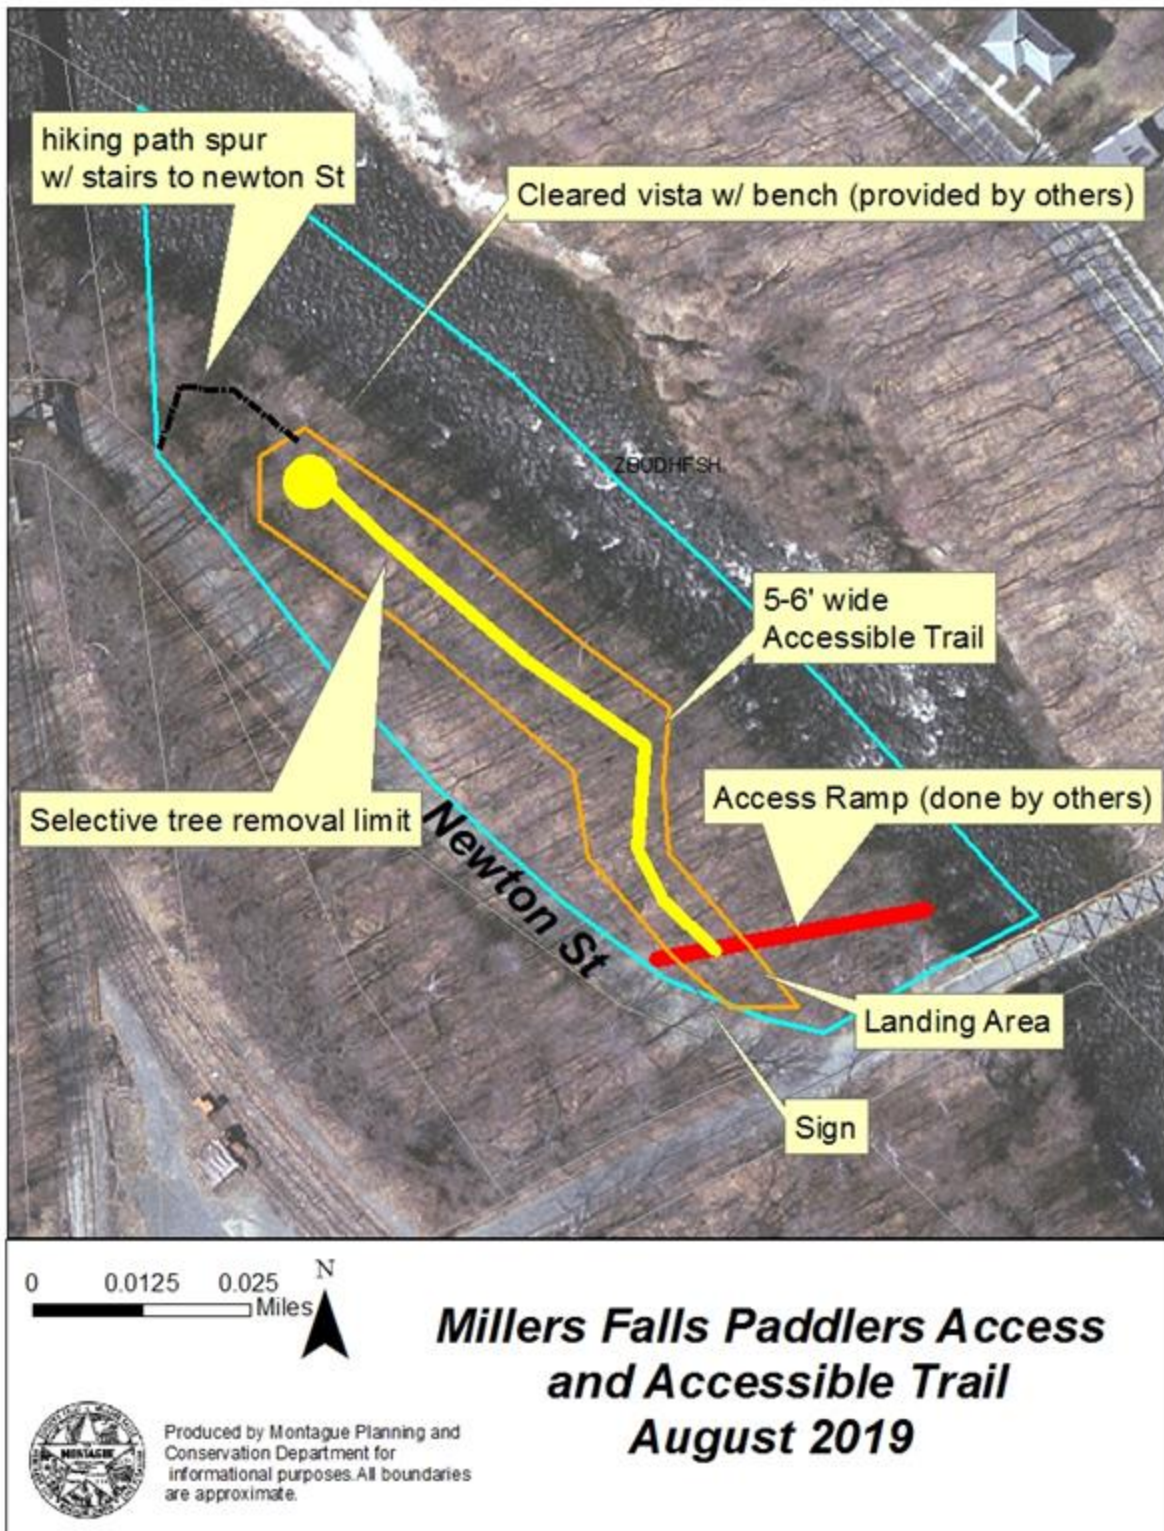 hiking path spur
w/ stairs to newton St
Cleared vista w/ bench (provided by others)
ZBODHFSH
5-6' wide
Accessible Trail
Access Ramp (done by others)
Selective tree removal limit
Newton St
Landing Area
Sign
0 0.0125 0.025
Miles
N
Millers Falls Paddlers Access
and Accessible Trail
August 2019
MONTAGUE
Produced by Montague Planning and
Conservation Department for
informational purposes. All boundaries
are approximate.